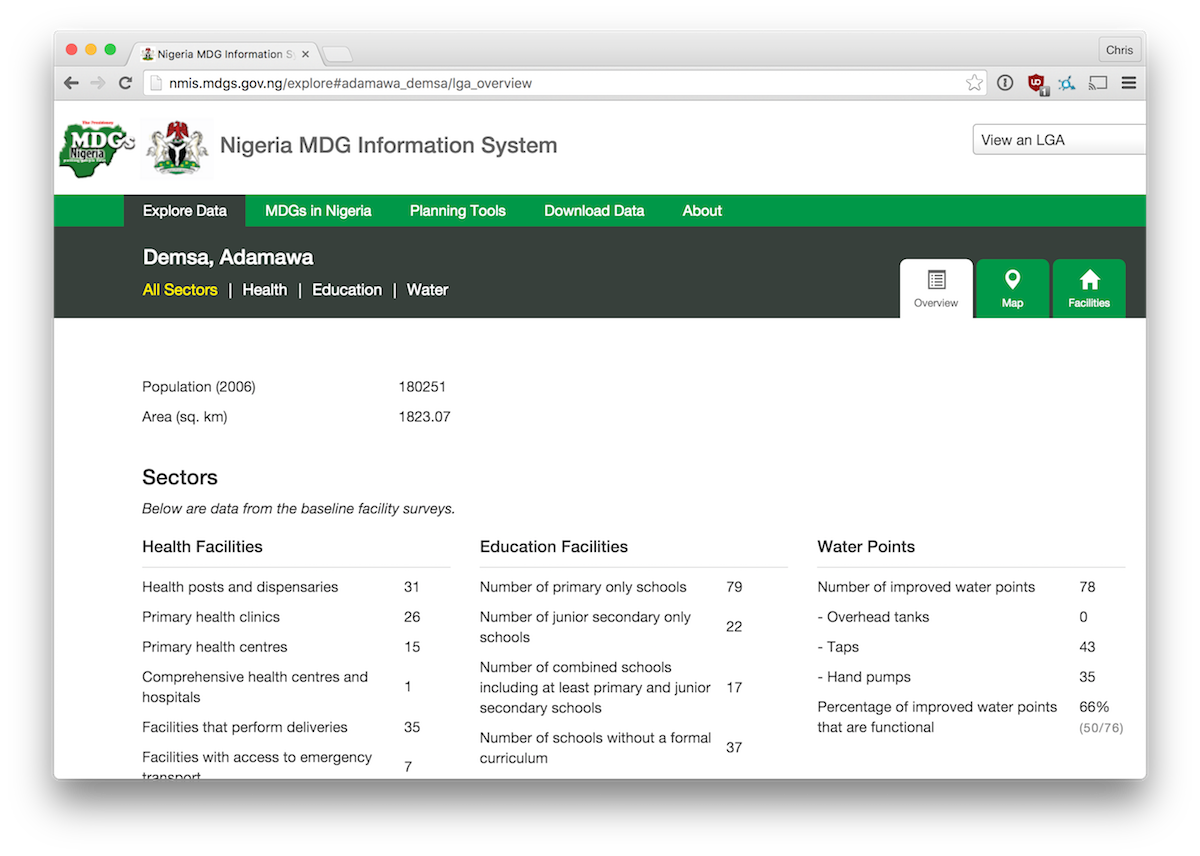 Nigeria MDG Information Sy
Chris
nmis.mdgs.gov.ng/explore#adamawa_demsa/lga_overview
1
The Presidency
MDGs
Nigeria
Nigeria MDG Information System
View an LGA
Explore Data
MDGs in Nigeria
Planning Tools
Download Data
About
Demsa, Adamawa
All Sectors | Health | Education | Water
Overview
Map
Facilities
Population (2006) 180251
Area (sq. km) 1823.07
Sectors
Below are data from the baseline facility surveys.
Health Facilities
Health posts and dispensaries 31
Primary health clinics 26
Primary health centres 15
Comprehensive health centres and
hospitals 1
Facilities that perform deliveries 35
Facilities with access to emergency
transport 7
Education Facilities
Number of primary only schools 79
Number of junior secondary only
schools 22
Number of combined schools
including at least primary and junior 17
secondary schools
Number of schools without a formal
curriculum 37
Water Points
Number of improved water points 78
- Overhead tanks 0
- Taps 43
- Hand pumps 35
Percentage of improved water points 66%
that are functional (50/76)